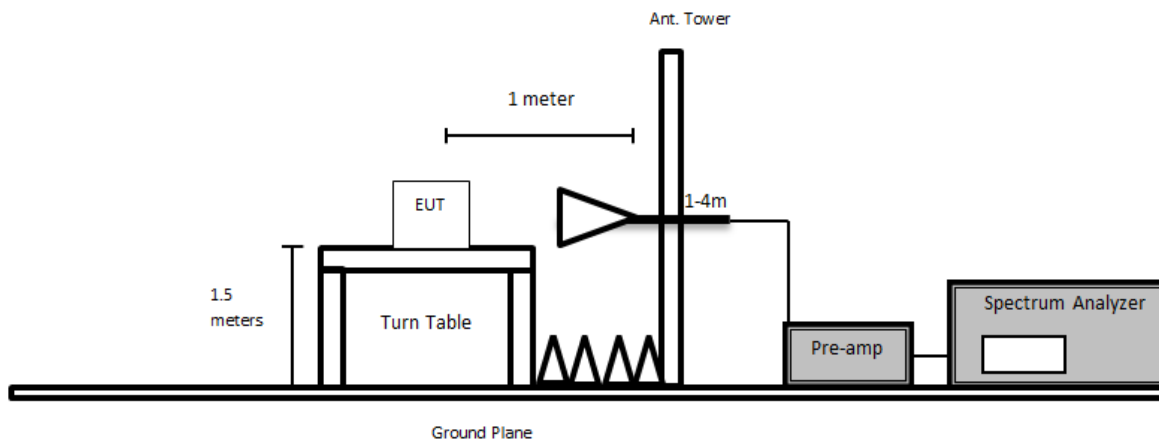 Ant. Tower
1 meter
EUT
1-4m
1.5
meters
Turn Table
Pre-amp
Spectrum Analyzer
Ground Plane